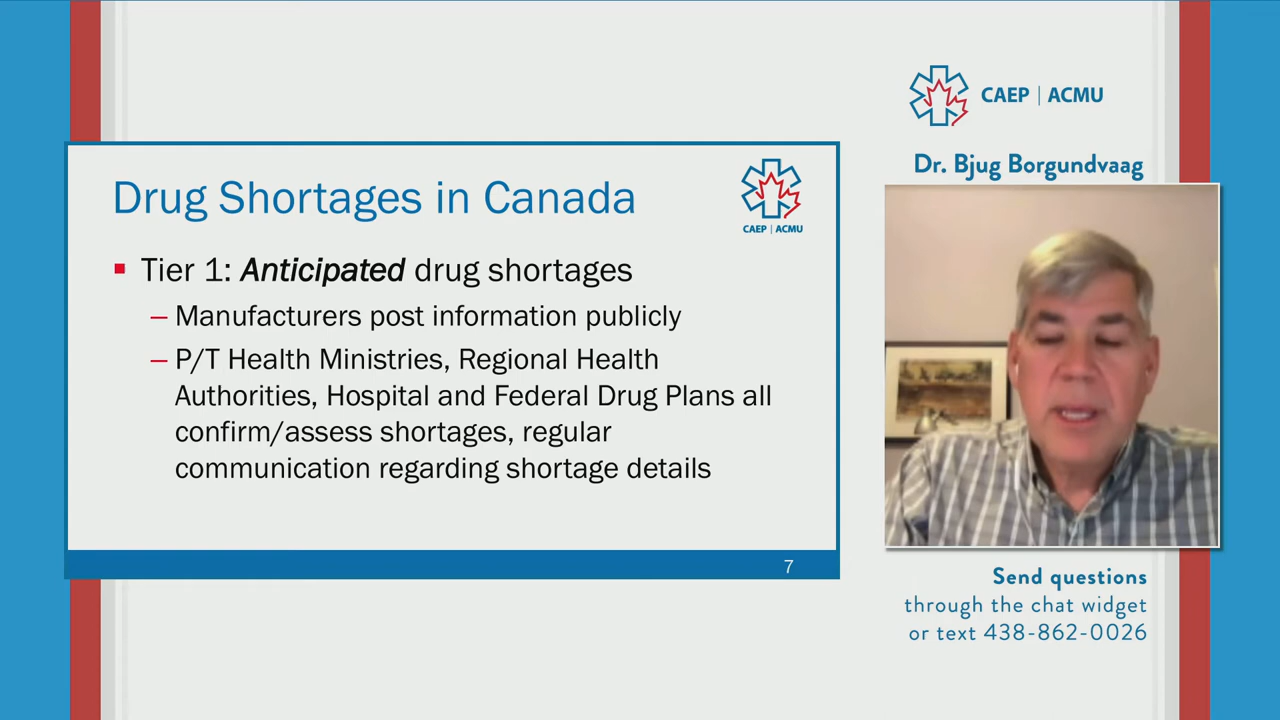 CAEP | ACMU
Dr. Bjug Borgundvaag
Drug Shortages in Canada
CAEP | ACMU
▪ Tier 1: Anticipated drug shortages
– Manufacturers post information publicly
– P/T Health Ministries, Regional Health
Authorities, Hospital and Federal Drug Plans all
confirm/assess shortages, regular
communication regarding shortage details
7
Send questions
through the chat widget
or text 438-862-0026